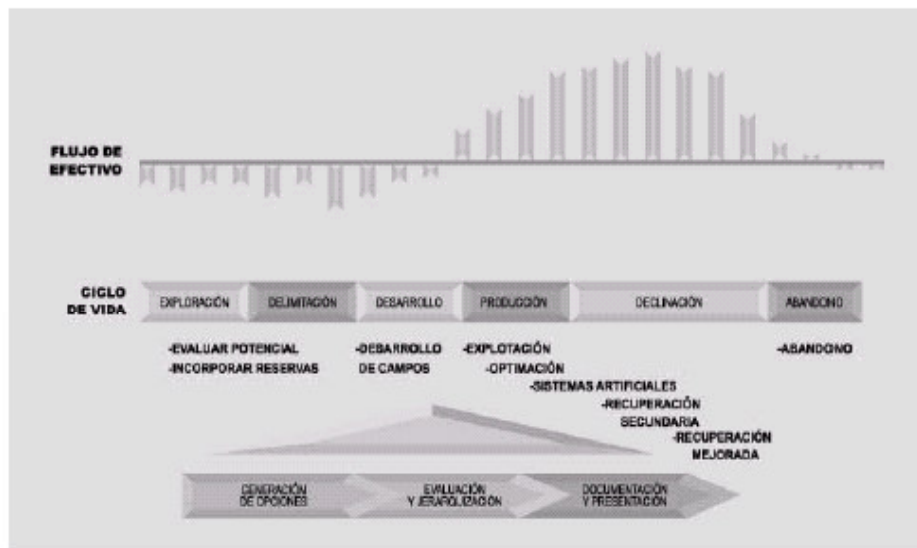 FLUJO DE
EFECTIVO
CICLO
DE VIDA
EXPLORACIÓN
DELIMITACIÓN
DESARROLLO
PRODUCCIÓN
DECLINACIÓN
ABANDONO
-EVALUAR POTENCIAL
-INCORPORAR RESERVAS
-DEBARROLLO
DE CAMPOS
-EXPLOTACIÓN
-OPTIMACIÓN
-SISTEMAS ARTIFICIALES
-RECUPERACIÓN
SECUNDARIA
-RECUPERACIÓN
MEJORADA
-ABANDONO
GENERACIÓN
DE OPCIONES
EVALUACIÓN
Y JERARQUIZACIÓN
DOCUMENTACIÓN
Y PRESENTACIÓN